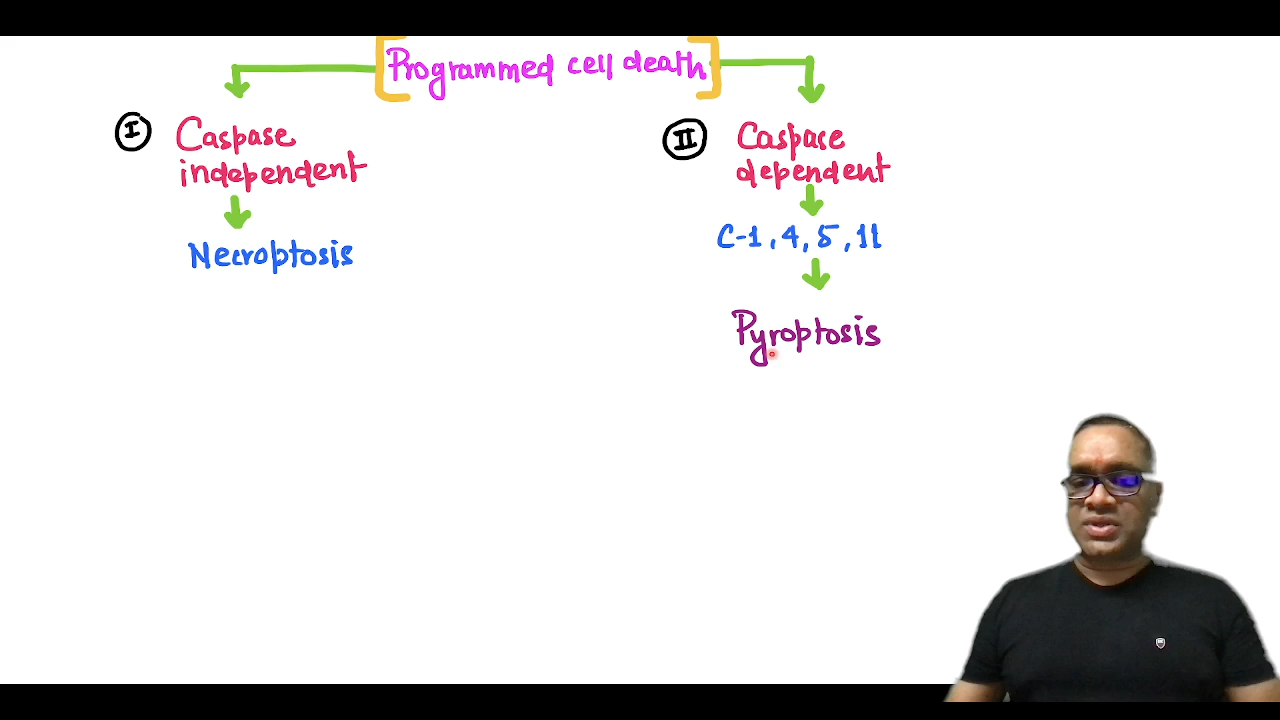 Programmed cell death
I Caspase
independent
Necroptosis
II Caspase
dependent
C-1, 4, 5, 11
Pyroptosis